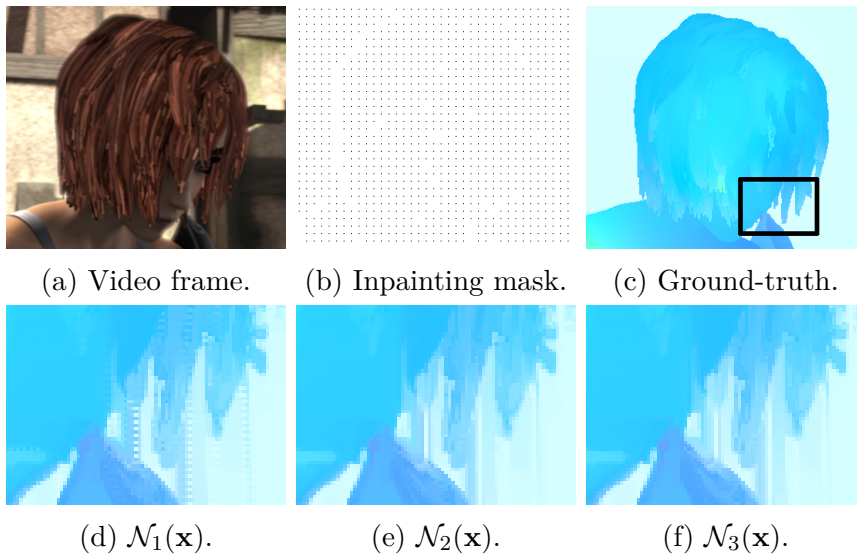 (a) Video frame. (b) Inpainting mask. (c) Ground-truth.
(d) 𝒩₁(𝐱). (e) 𝒩₂(𝐱). (f) 𝒩₃(𝐱).